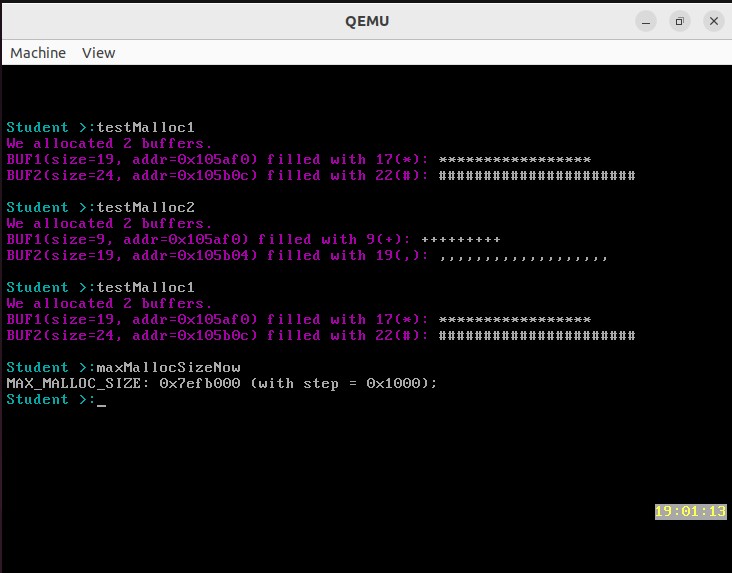 QEMU
Machine View
Student >:testMalloc1
We allocated 2 buffers.
BUF1(size=19, addr=0x105af0) filled with 17(*): *****************
BUF2(size=24, addr=0x105b0c) filled with 22(#): ######################
Student >:testMalloc2
We allocated 2 buffers.
BUF1(size=9, addr=0x105af0) filled with 9(+): +++++++++
BUF2(size=19, addr=0x105b04) filled with 19(,): ,,,,,,,,,,,,,,,,,,,
Student >:testMalloc1
We allocated 2 buffers.
BUF1(size=19, addr=0x105af0) filled with 17(*): *****************
BUF2(size=24, addr=0x105b0c) filled with 22(#): ######################
Student >:maxMallocSizeNow
MAX_MALLOC_SIZE: 0x7efb000 (with step = 0x1000);
Student >:_
19:01:13